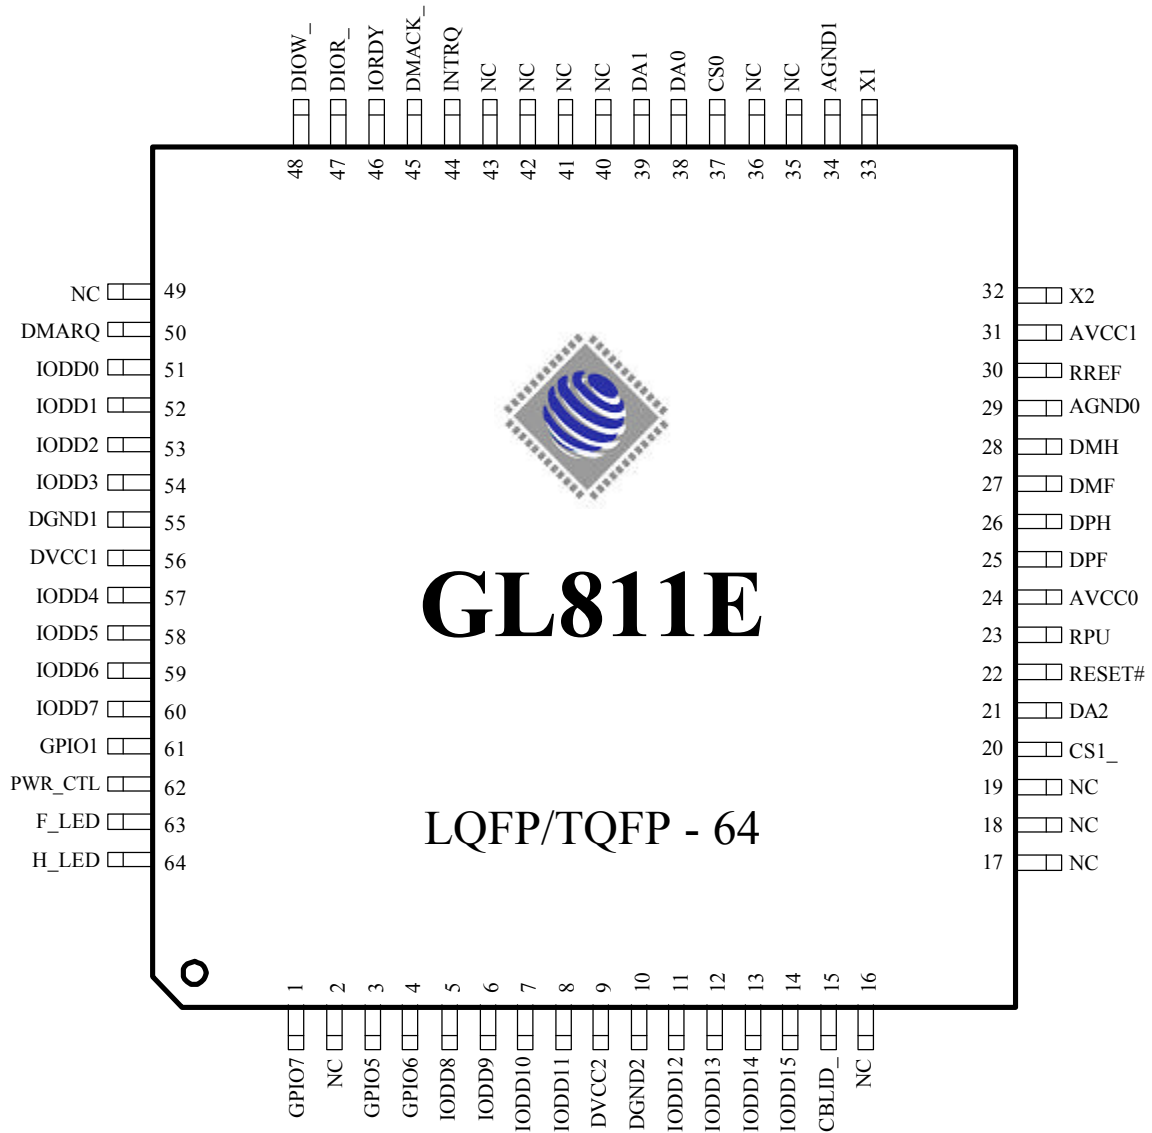 DIOW_
DIOR_
IORDY
DMACK_
INTRQ
NC
NC
NC
NC
DA1
DA0
CS0
NC
NC
AGND1
X1
48
47
46
45
44
43
42
41
40
39
38
37
36
35
34
33
NC 49
DMARQ 50
IODD0 51
IODD1 52
IODD2 53
IODD3 54
DGND1 55
DVCC1 56
IODD4 57
IODD5 58
IODD6 59
IODD7 60
GPIO1 61
PWR_CTL 62
F_LED 63
H_LED 64
32 X2
31 AVCC1
30 RREF
29 AGND0
28 DMH
27 DMF
26 DPH
25 DPF
24 AVCC0
23 RPU
22 RESET#
21 DA2
20 CS1_
19 NC
18 NC
17 NC
GL811E
LQFP/TQFP - 64
1
2
3
4
5
6
7
8
9
10
11
12
13
14
15
16
GPIO7
NC
GPIO5
GPIO6
IODD8
IODD9
IODD10
IODD11
DVCC2
DGND2
IODD12
IODD13
IODD14
IODD15
CBLID_
NC